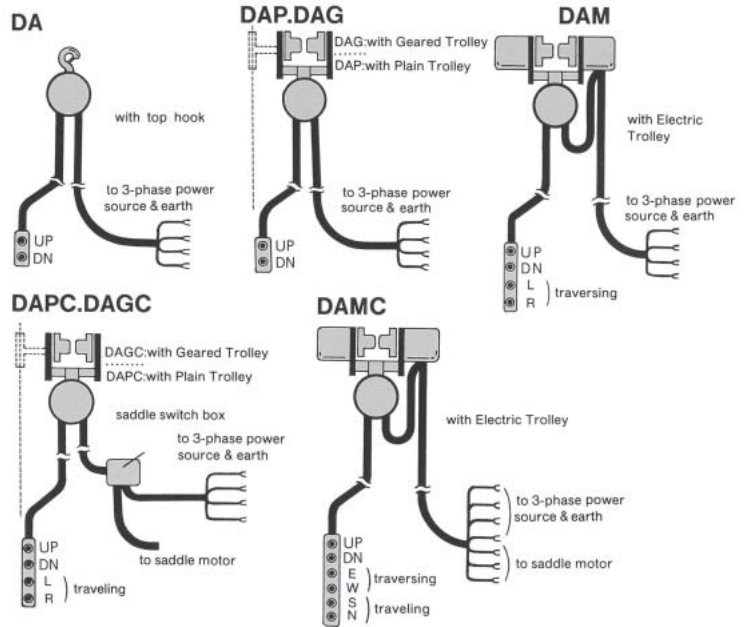 DA
with top hook
to 3-phase power
source & earth
UP
DN
DAP.DAG
DAG:with Geared Trolley
DAP:with Plain Trolley
to 3-phase power
source & earth
UP
DN
DAM
with Electric
Trolley
to 3-phase power
source & earth
UP
DN
L
R
traversing
DAPC.DAGC
DAGC:with Geared Trolley
DAPC:with Plain Trolley
saddle switch box
to 3-phase power
source & earth
to saddle motor
UP
DN
L
R
traveling
DAMC
with Electric Trolley
to 3-phase power
source & earth
to saddle motor
UP
DN
E
W
traversing
S
N
traveling